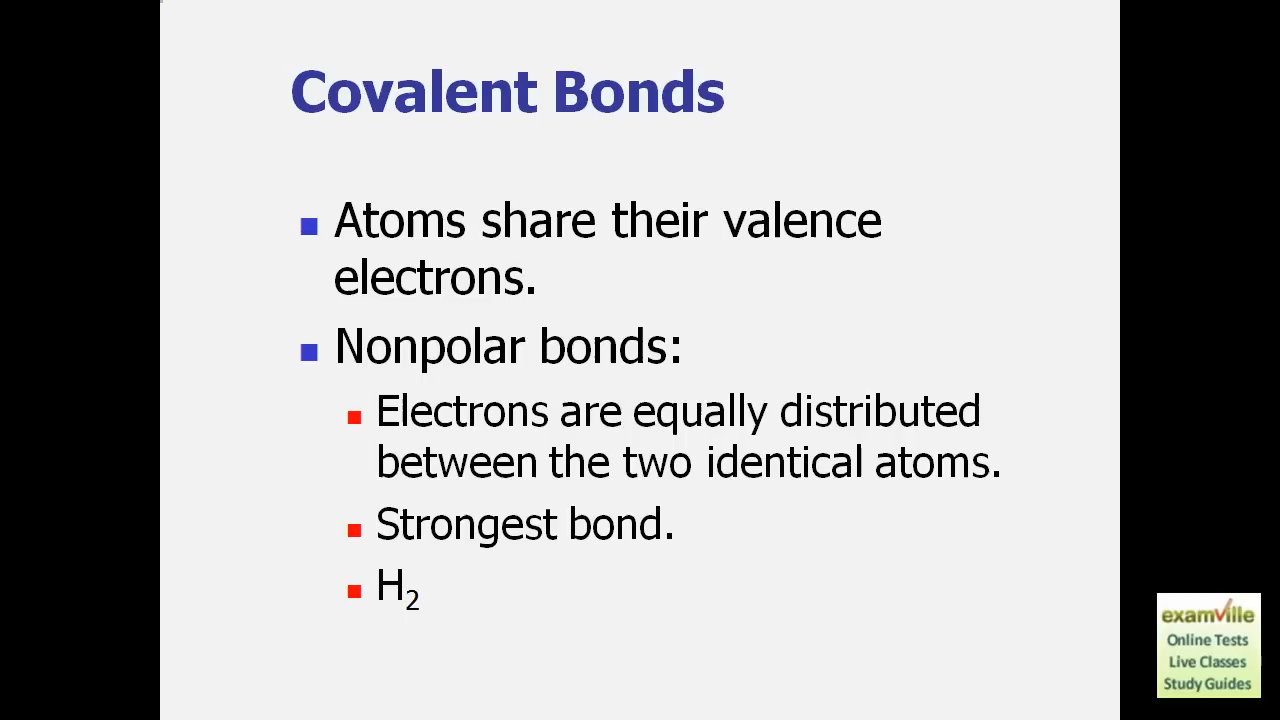 Covalent Bonds
Atoms share their valence
electrons.
Nonpolar bonds:
Electrons are equally distributed
between the two identical atoms.
Strongest bond.
H₂
examville
Online Tests
Live Classes
Study Guides